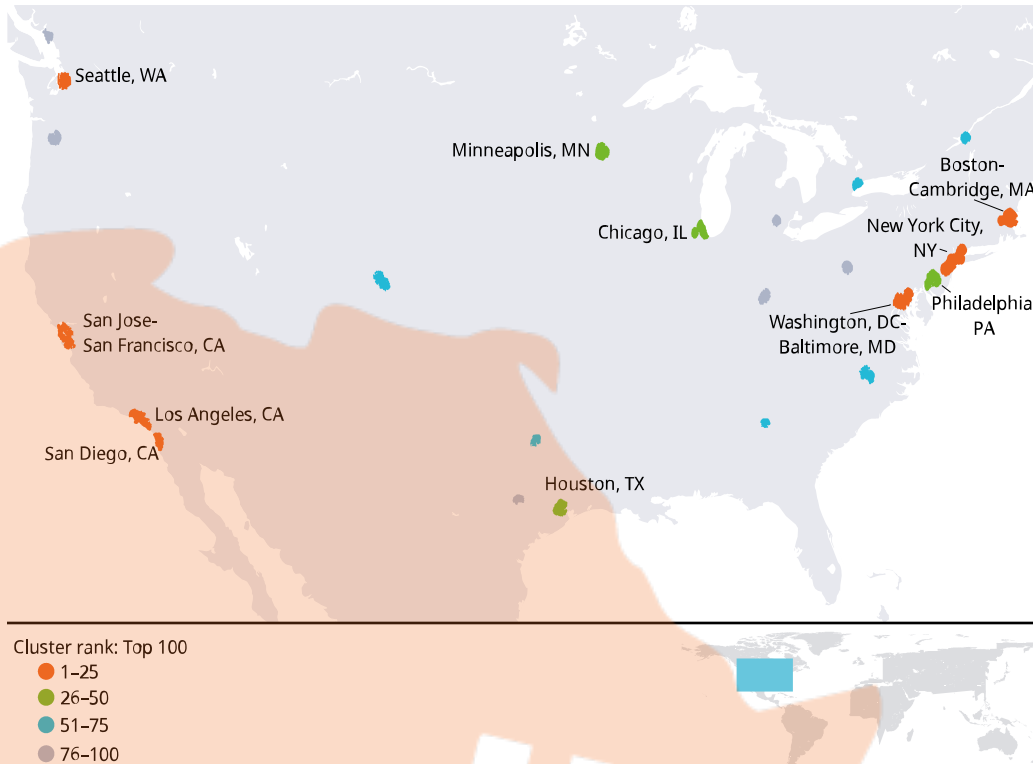 Seattle, WA
Minneapolis, MN
Boston-
Cambridge, MA
Chicago, IL
New York City,
NY
Philadelphia
PA
Washington, DC-
Baltimore, MD
San Jose-
San Francisco, CA
Los Angeles, CA
San Diego, CA
Houston, TX
Cluster rank: Top 100
1–25
26–50
51–75
76–100